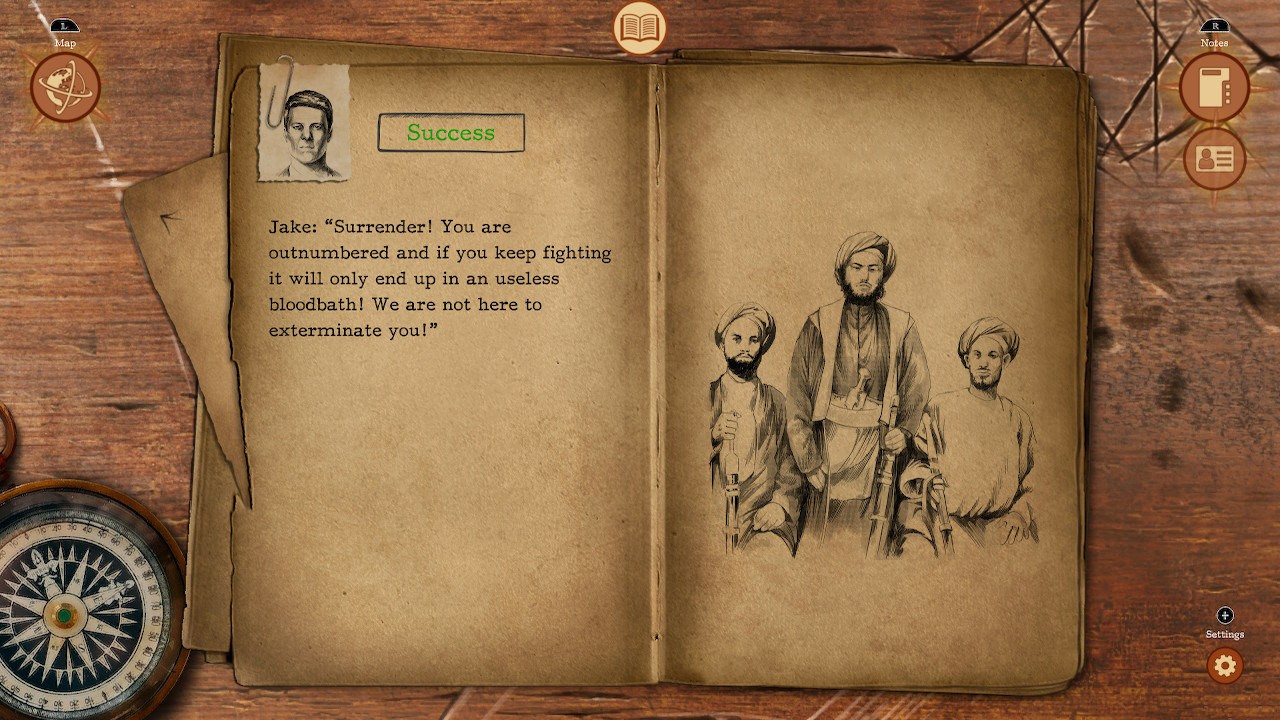 L
Map
R
Notes
Success
Jake: “Surrender! You are
outnumbered and if you keep fighting
it will only end up in an useless
bloodbath! We are not here to
exterminate you!”
Settings